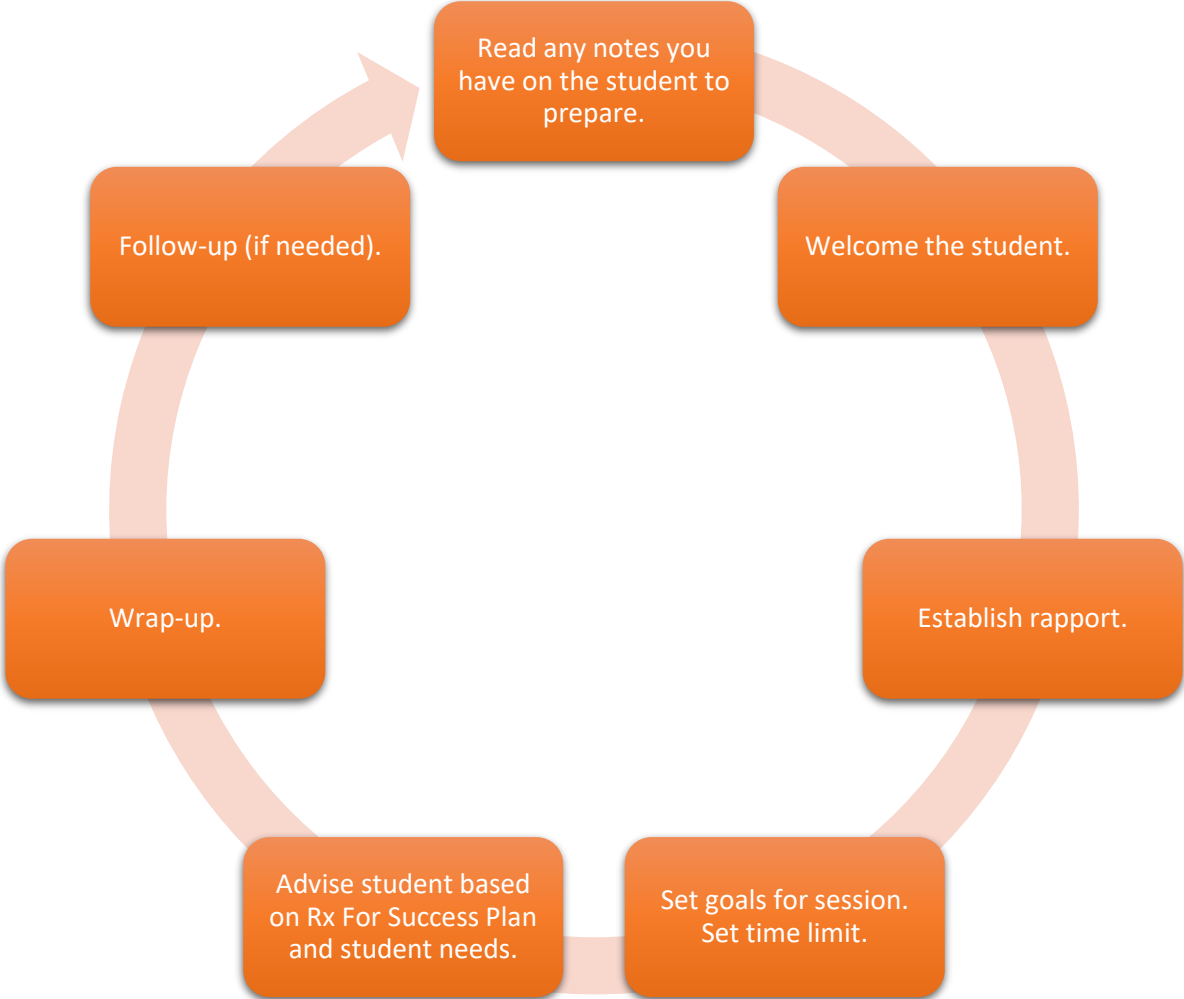 Read any notes you
have on the student to
prepare.
Welcome the student.
Establish rapport.
Set goals for session.
Set time limit.
Advise student based
on Rx For Success Plan
and student needs.
Wrap-up.
Follow-up (if needed).